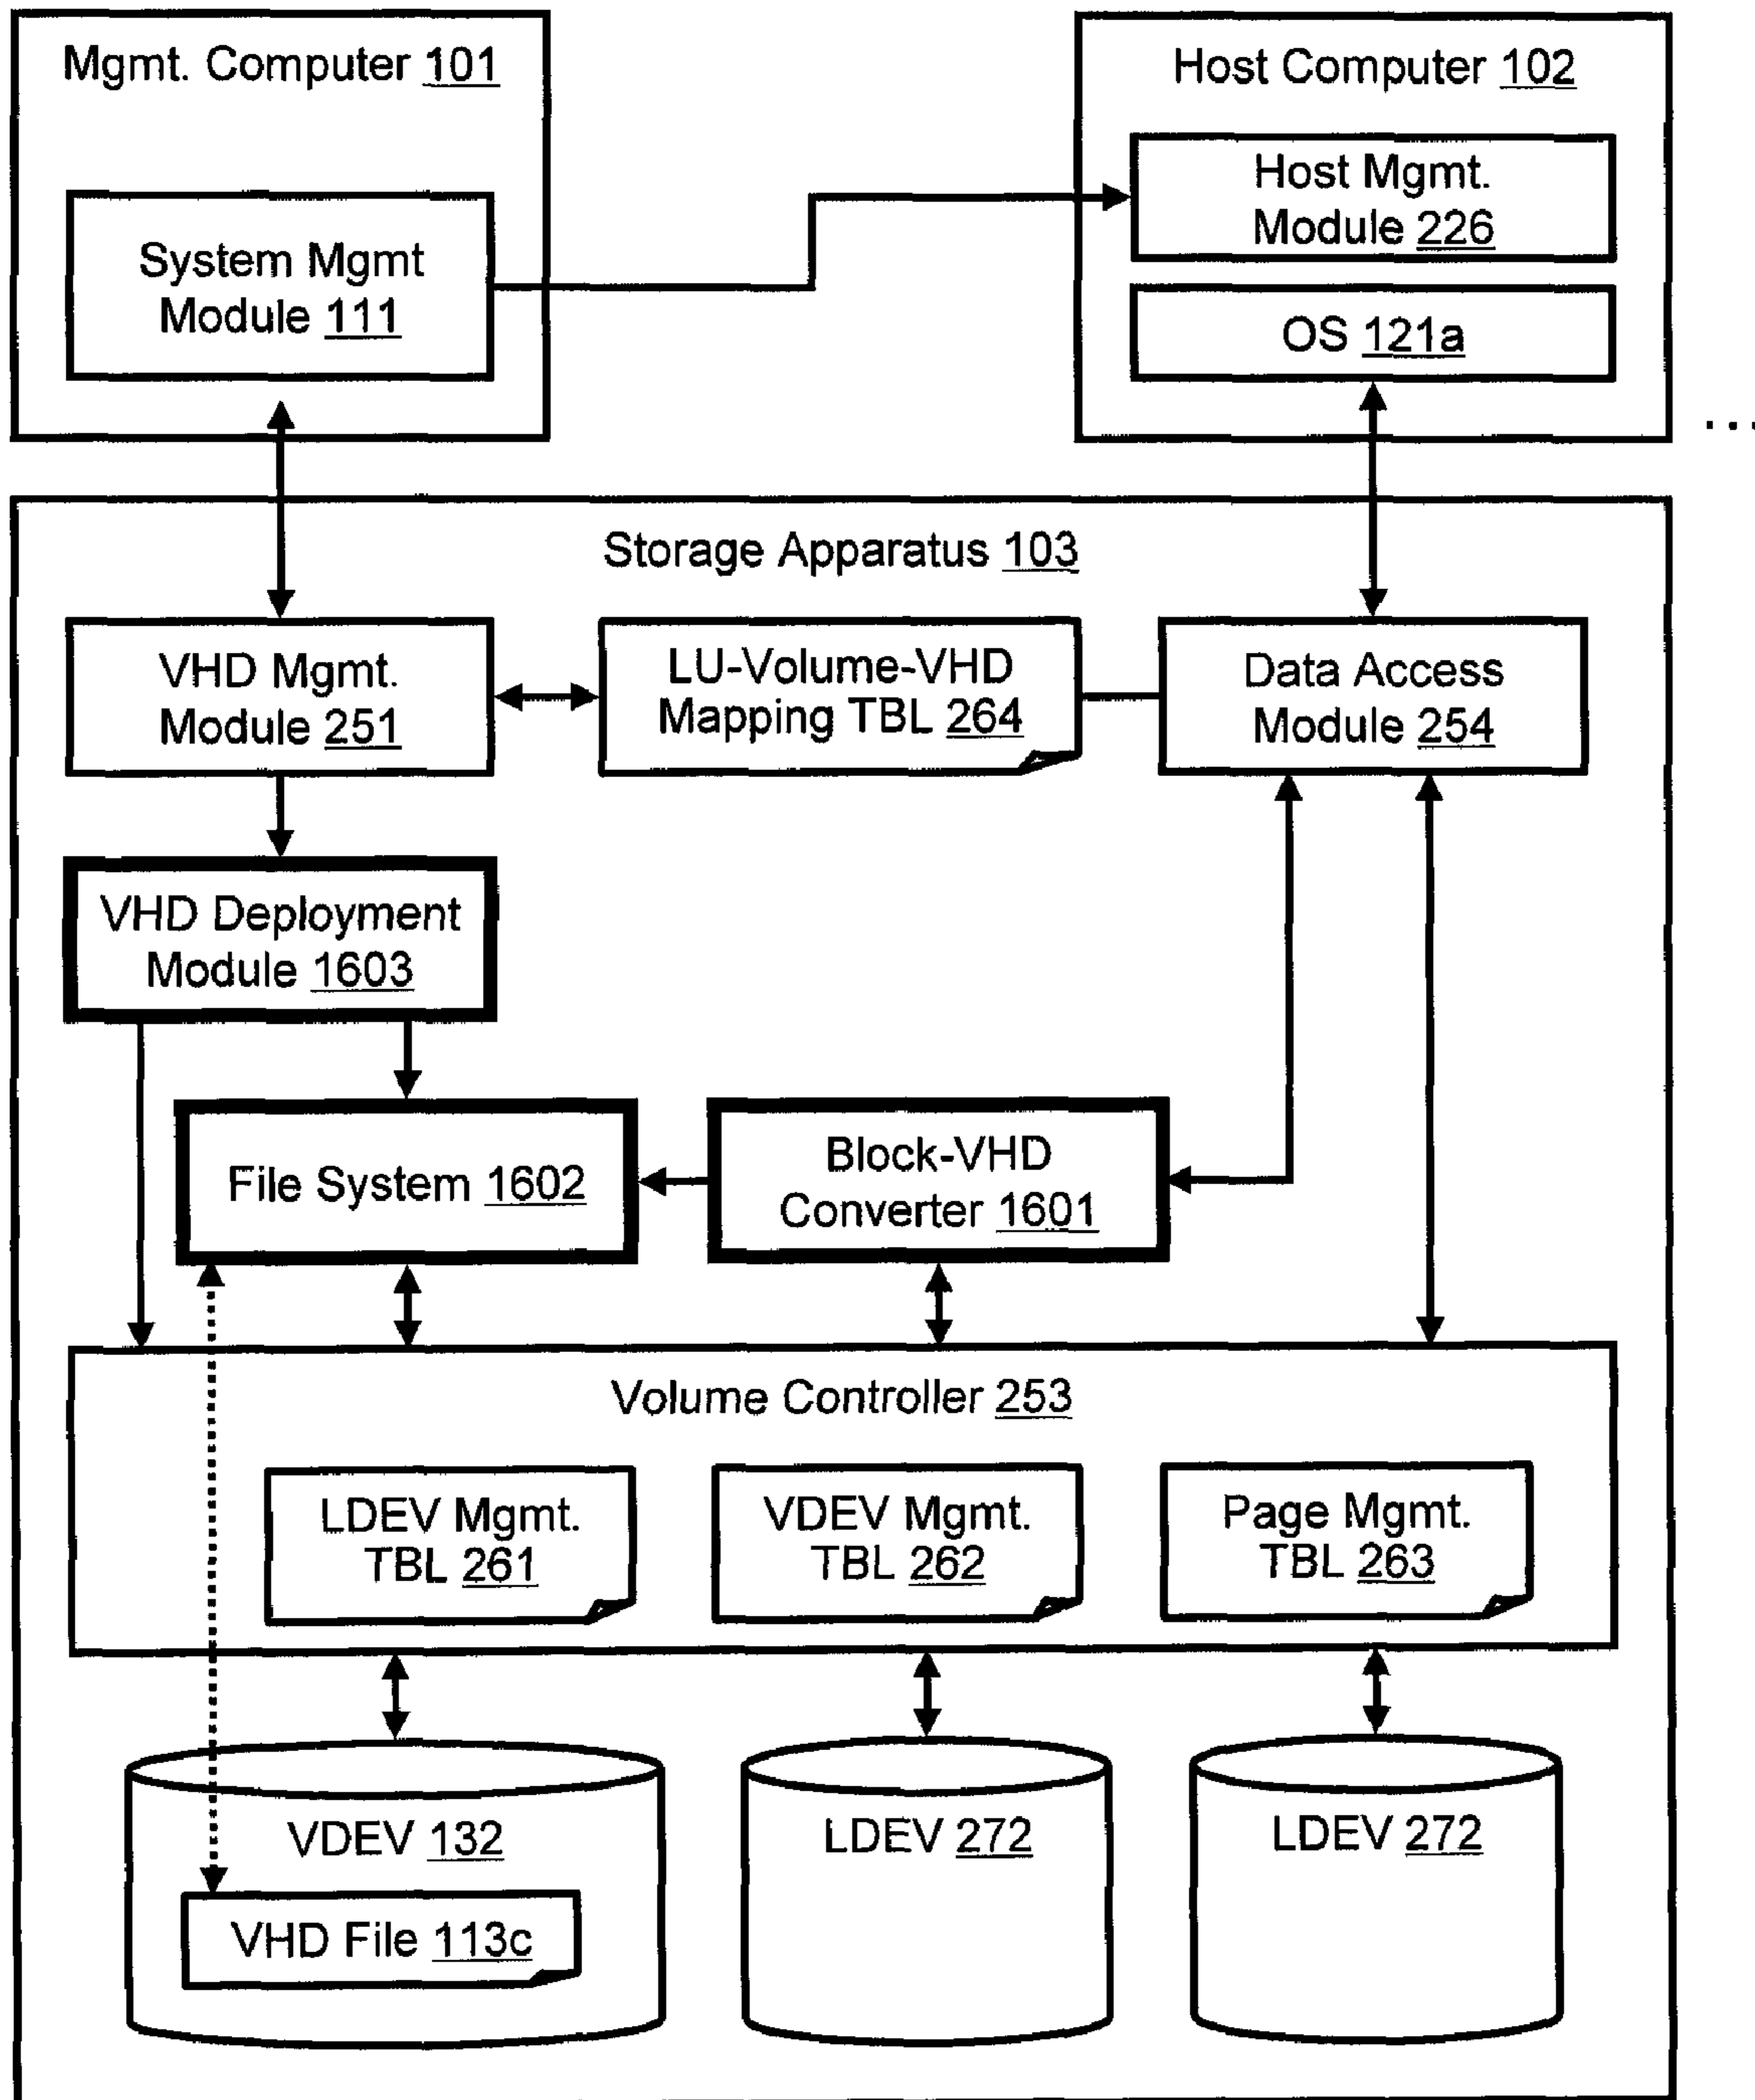 Mgmt. Computer 101
Host Computer 102
Host Mgmt.
Module 226
System Mgmt
Module 111
OS 121a
...
Storage Apparatus 103
VHD Mgmt.
Module 251
LU-Volume-VHD
Mapping TBL 264
Data Access
Module 254
VHD Deployment
Module 1603
File System 1602
Block-VHD
Converter 1601
Volume Controller 253
LDEV Mgmt.
TBL 261
VDEV Mgmt.
TBL 262
Page Mgmt.
TBL 263
VDEV 132
LDEV 272
LDEV 272
VHD File 113c